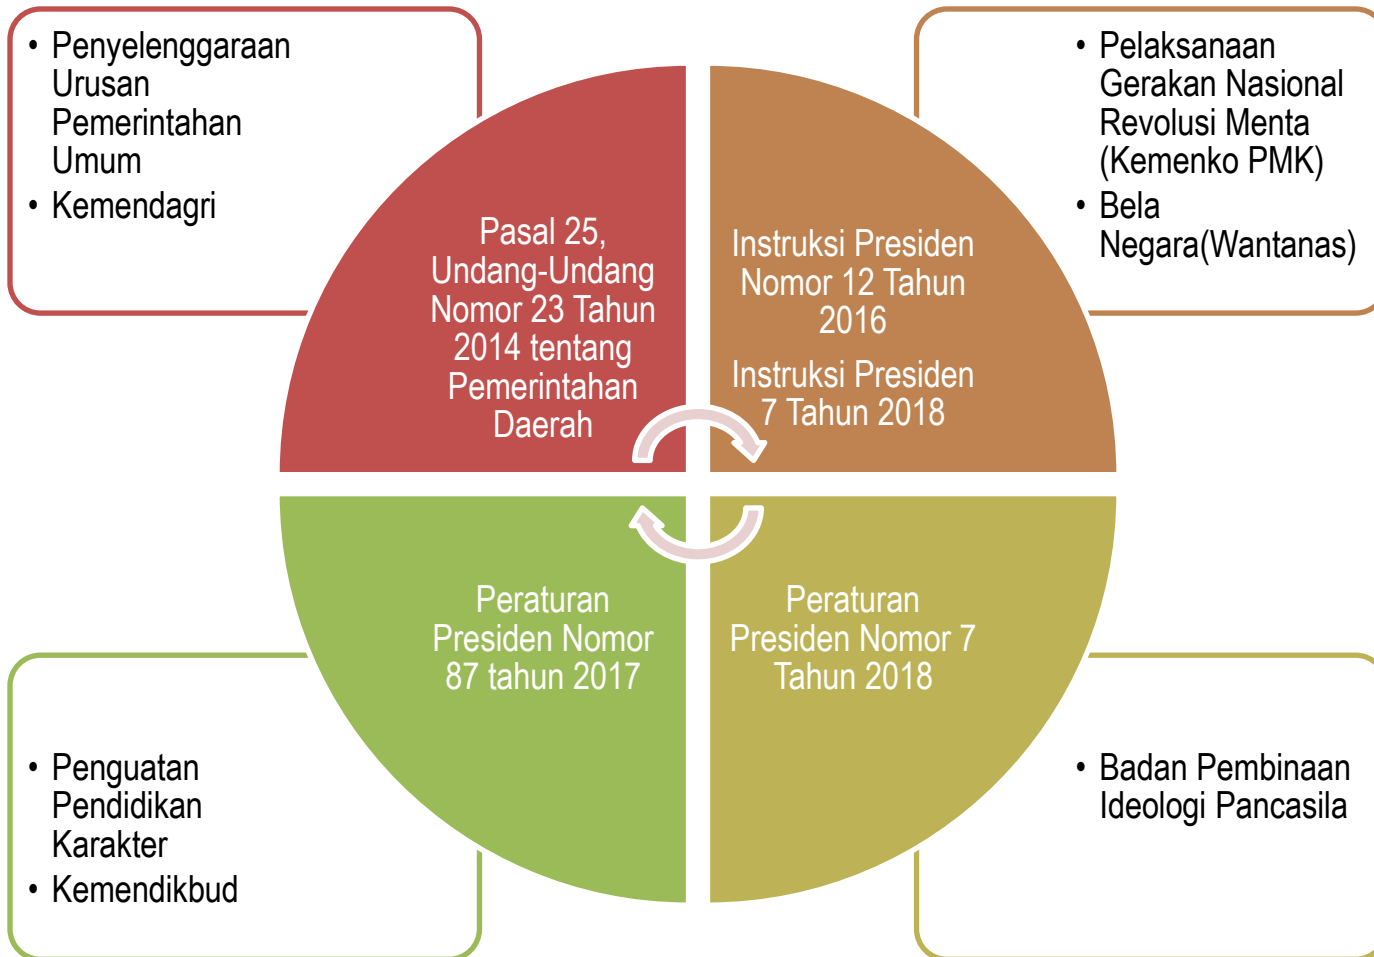 • Penyelenggaraan
Urusan
Pemerintahan
Umum
• Kemendagri
Pasal 25,
Undang-Undang
Nomor 23 Tahun
2014 tentang
Pemerintahan
Daerah
• Pelaksanaan
Gerakan Nasional
Revolusi Menta
(Kemenko PMK)
• Bela
Negara(Wantanas)
Instruksi Presiden
Nomor 12 Tahun
2016
Instruksi Presiden
7 Tahun 2018
Peraturan
Presiden Nomor
87 tahun 2017
• Penguatan
Pendidikan
Karakter
• Kemendikbud
Peraturan
Presiden Nomor 7
Tahun 2018
• Badan Pembinaan
Ideologi Pancasila